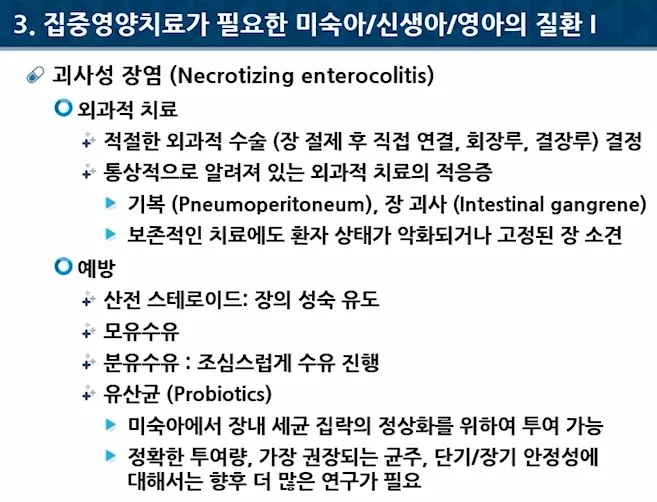 3. 집중영양치료가 필요한 미숙아/신생아/영아의 질환 I
괴사성 장염 (Necrotizing enterocolitis)
외과적 치료
적절한 외과적 수술 (장 절제 후 직접 연결, 회장루, 결장루) 결정
통상적으로 알려져 있는 외과적 치료의 적응증
기복 (Pneumoperitoneum), 장 괴사 (Intestinal gangrene)
보존적인 치료에도 환자 상태가 악화되거나 고정된 장 소견
예방
산전 스테로이드: 장의 성숙 유도
모유수유
분유수유 : 조심스럽게 수유 진행
유산균 (Probiotics)
미숙아에서 장내 세균 집락의 정상화를 위하여 투여 가능
정확한 투여량, 가장 권장되는 균주, 단기/장기 안정성에
대해서는 향후 더 많은 연구가 필요